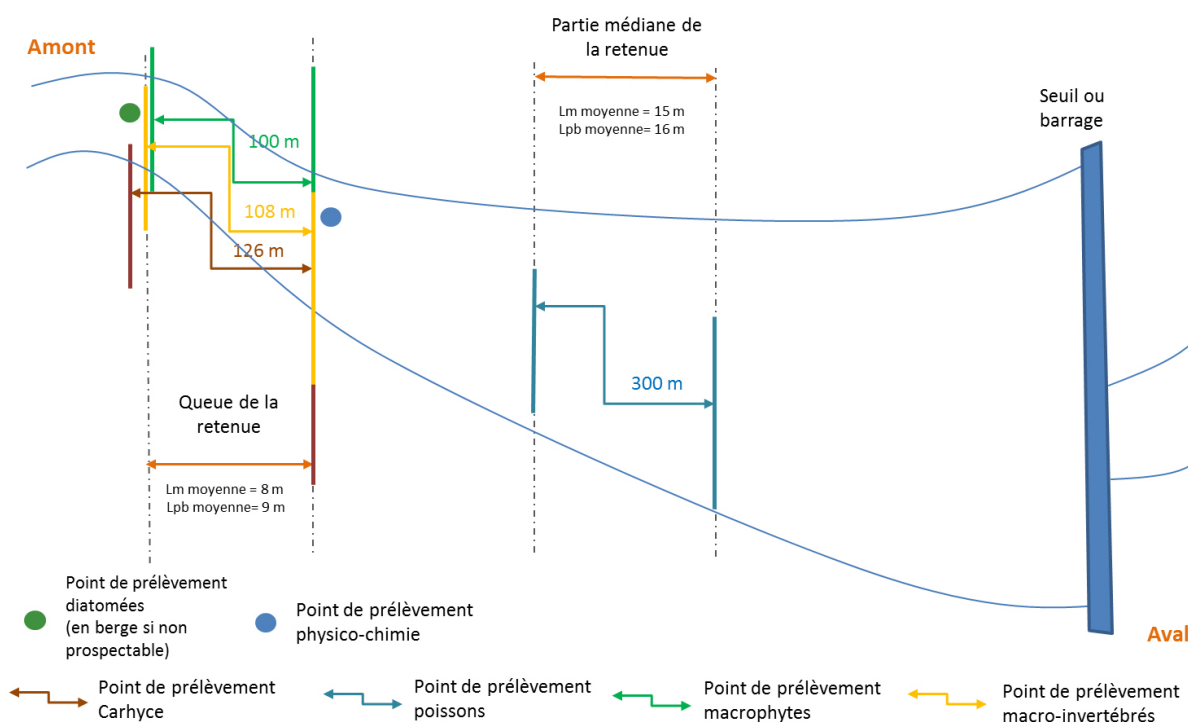 Amont
Partie médiane de
la retenue
Lm moyenne = 15 m
Lpb moyenne= 16 m
Seuil ou
barrage
100 m
108 m
126 m
300 m
Queue de la
retenue
Lm moyenne = 8 m
Lpb moyenne= 9 m
Point de prélèvement
diatomées
(en berge si non
prospectable)
Point de prélèvement
physico-chimie
Aval
Point de prélèvement
Carhyce
Point de prélèvement
poissons
Point de prélèvement
macrophytes
Point de prélèvement
macro-invertébrés